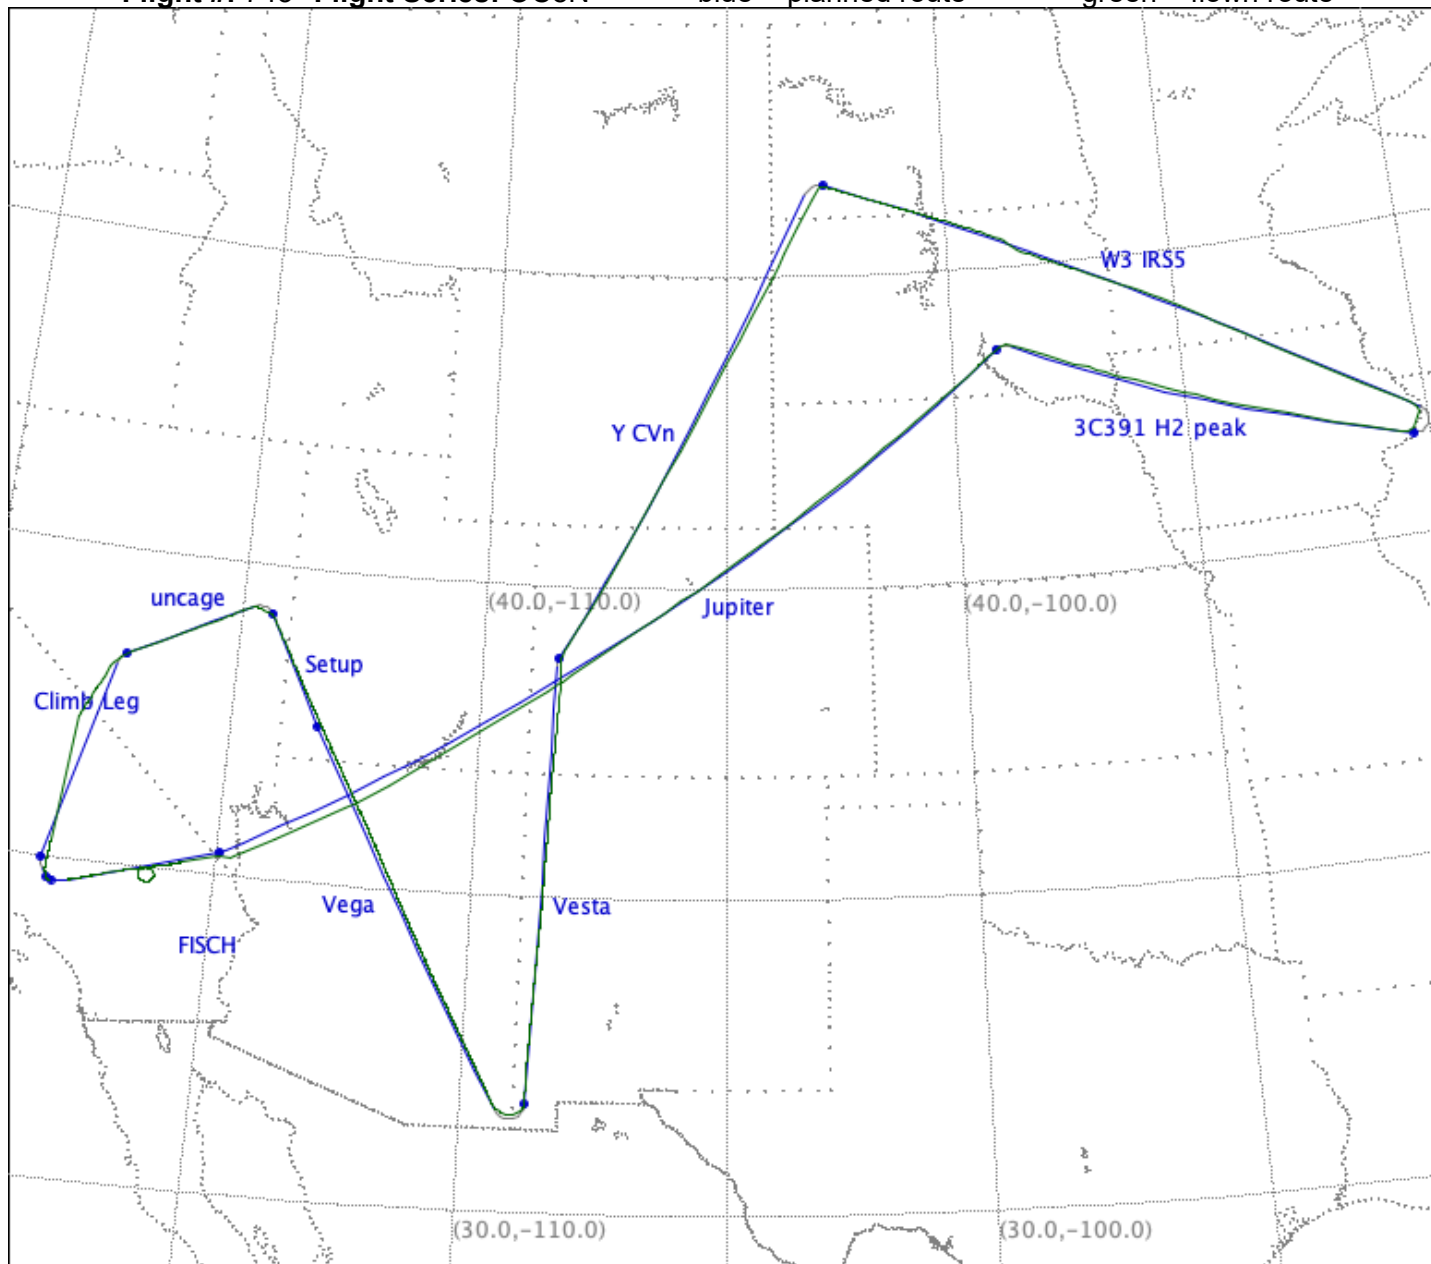 W3 IRS5
3C391 H2 peak
Y CVn
(40.0,-110.0)
(40.0,-100.0)
uncage
Jupiter
Setup
Climb Leg
Vega
Vesta
FISCH
(30.0,-110.0)
(30.0,-100.0)